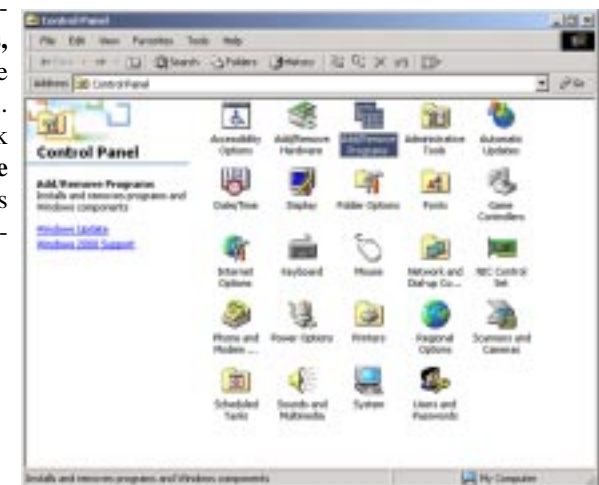 -
,
e
.
k
e
s
-
Control Panel
File Edit View Favorites Tools Help
Back Search Folders History
Address Control Panel Go
Control Panel
Add/Remove Programs
Installs and removes programs and
Windows components
Windows Update
Windows 2000 Support
Accessibility Options
Add/Remove Hardware
Add/Remove Programs
Administrative Tools
Automatic Updates
Date/Time
Display
Folder Options
Fonts
Game Controllers
Internet Options
Keyboard
Mouse
Network and Dial-up Co...
Phone and Modem ...
Power Options
Printers
Regional Options
Scanners and Cameras
Scheduled Tasks
Sounds and Multimedia
System
Users and Passwords
Installs and removes programs and Windows components
My Computer